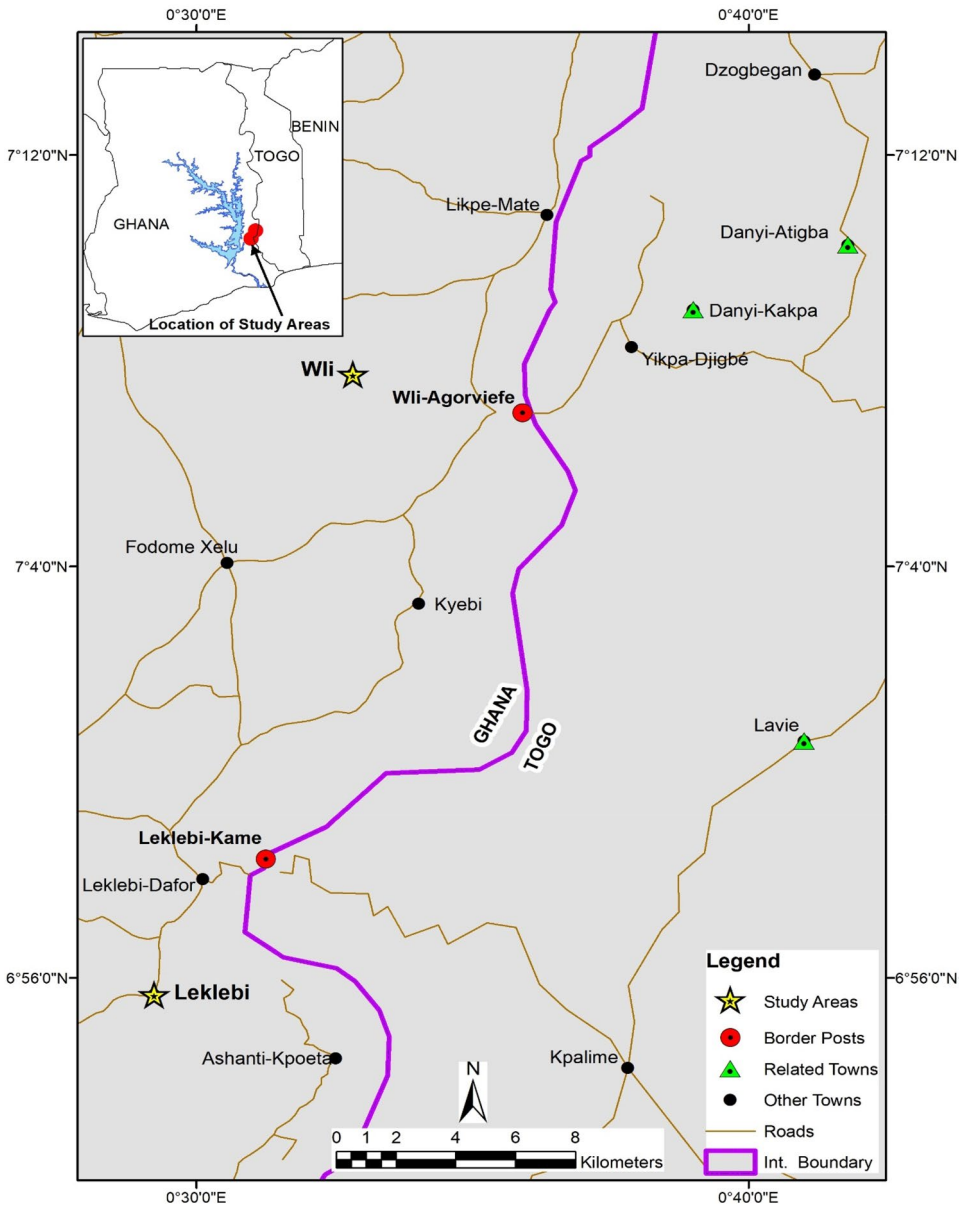 0°30'0"E
0°40'0"E
Dzogbegan
BENIN
TOGO
7°12'0"N
7°12'0"N
Likpe-Mate
GHANA
Danyi-Atigba
Danyi-Kakpa
Location of Study Areas
Yikpa-Djigbé
Wli
Wli-Agorviefe
Fodome Xelu
7°4'0"N
7°4'0"N
Kyebi
GHANA
TOGO
Lavie
Leklebi-Kame
Leklebi-Dafor
6°56'0"N
6°56'0"N
Leklebi
Ashanti-Kpoeta
Kpalime
N
0 1 2 4 6 8
Kilometers
Legend
Study Areas
Border Posts
Related Towns
Other Towns
Roads
Int. Boundary
0°30'0"E
0°40'0"E